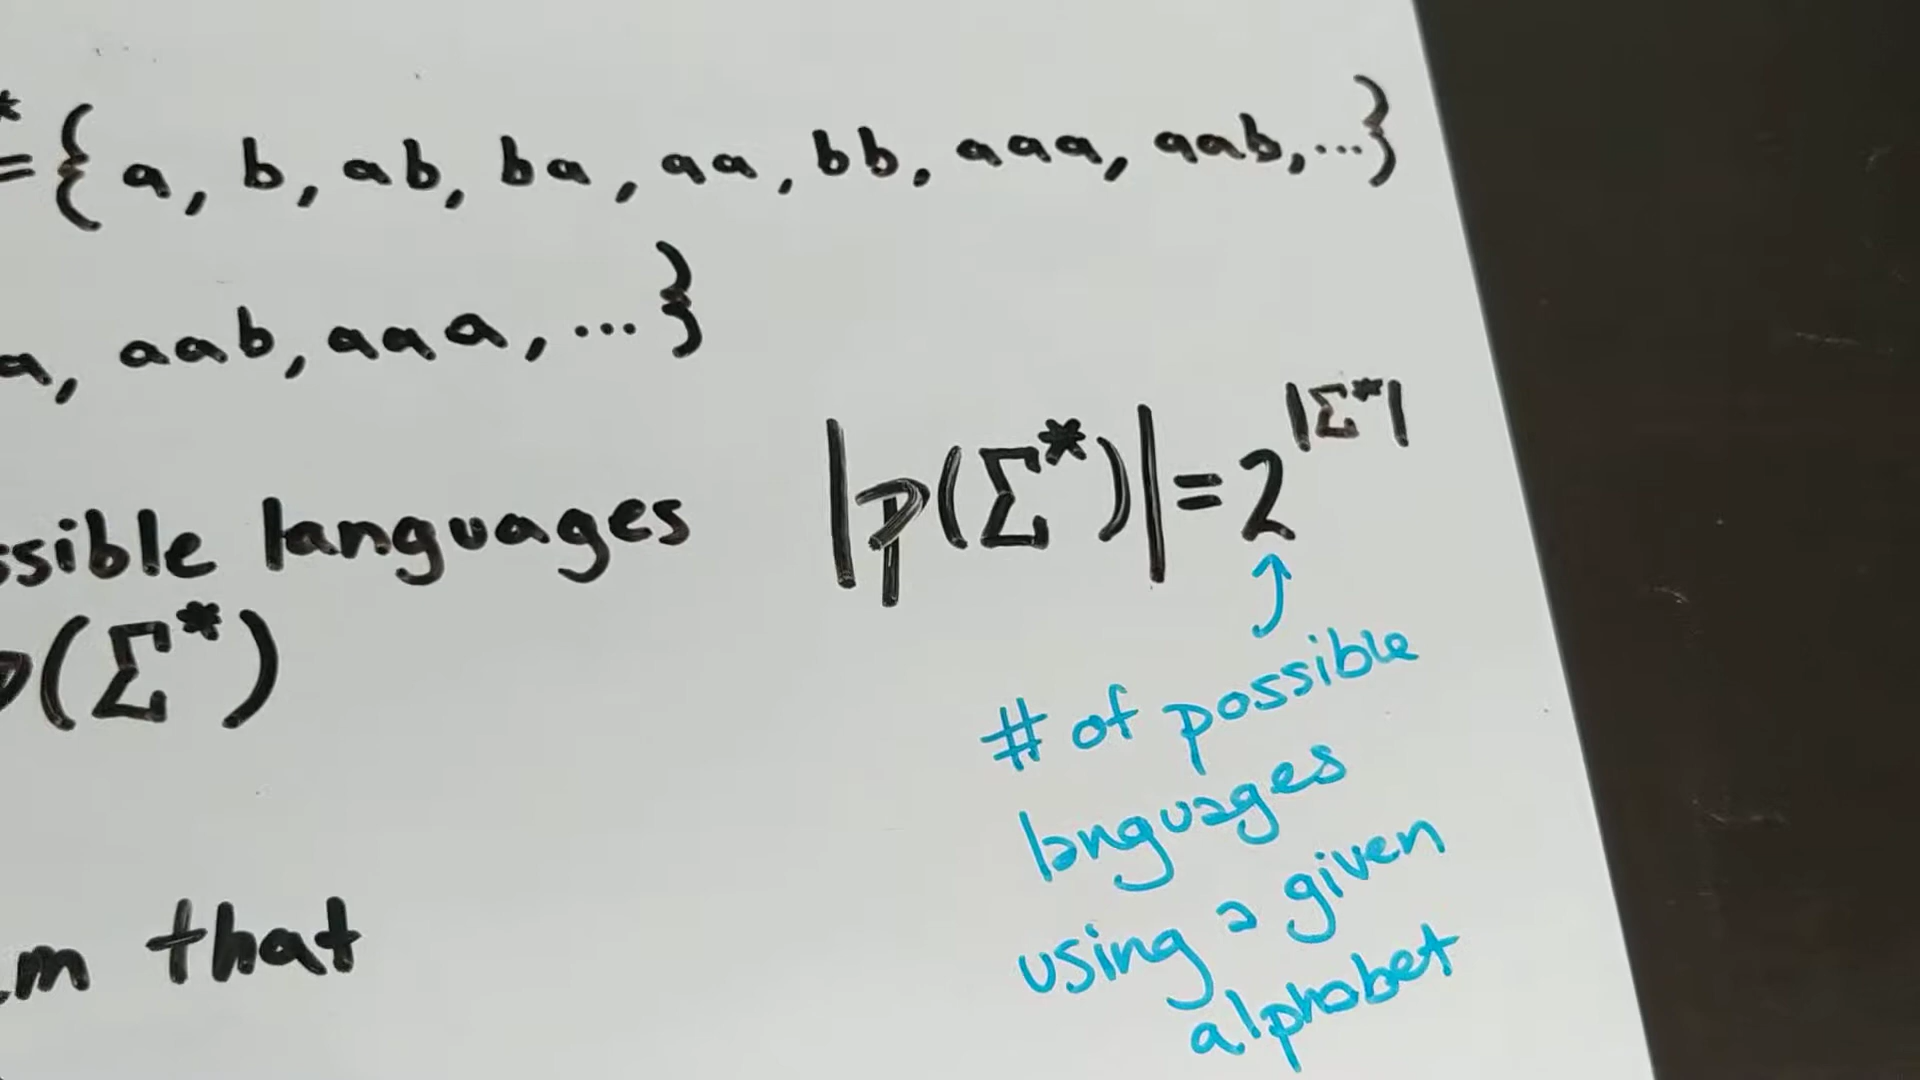 * = { a, b, ab, ba, aa, bb, aaa, aab, ...}
a, aab, aaa, ... }
ssible languages
|p(Σ*)| = 2^|Σ*|
p(Σ*)
# of possible
languages
using a given
alphabet
m that